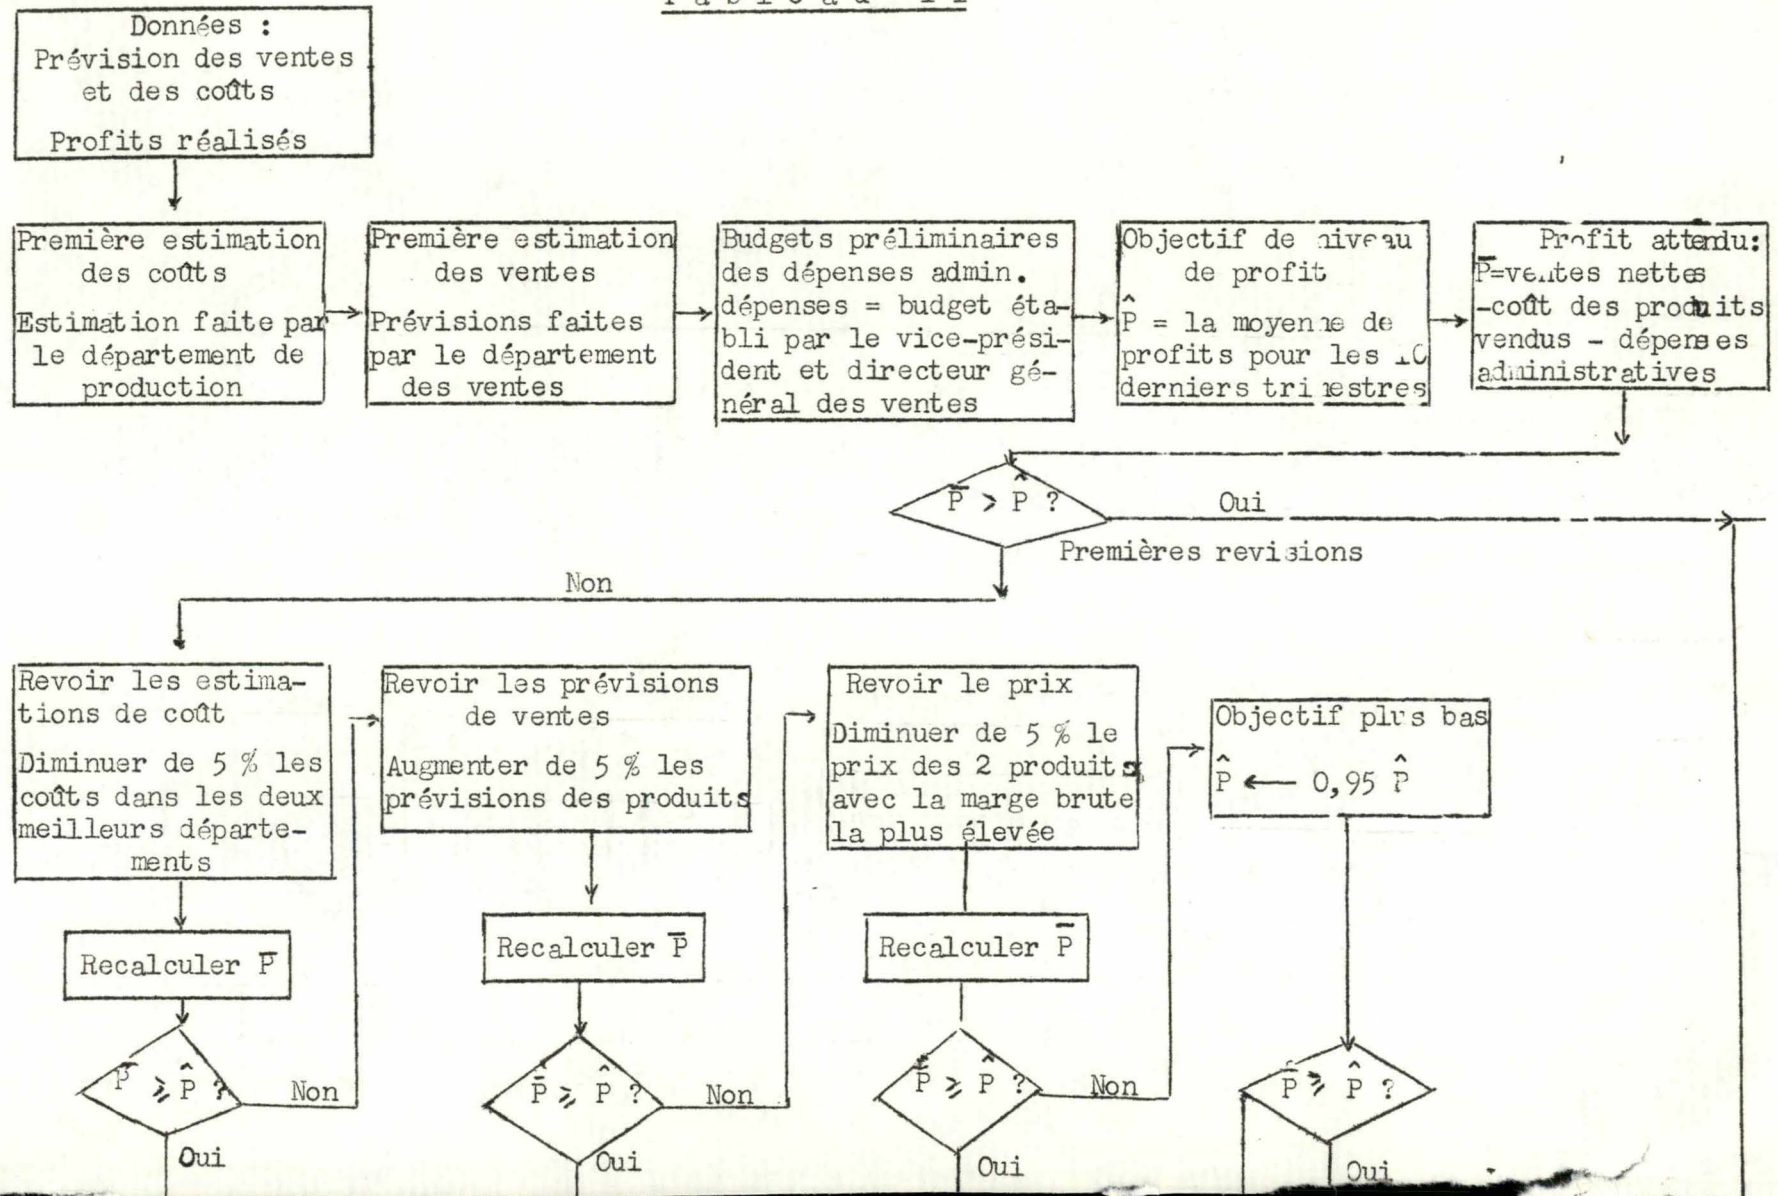 Données :
Prévision des ventes
et des coûts
Profits réalisés
Première estimation
des coûts
Estimation faite par
le département de
production
Première estimation
des ventes
Prévisions faites
par le département
des ventes
Budgets préliminaires
des dépenses admin.
dépenses = budget éta-
bli par le vice-prési-
dent et directeur gé-
néral des ventes
Objectif de niveau
de profit
P̂ = la moyenne de
profits pour les 10
derniers trimestres
Profit attendu:
P̅=ventes nettes
-coût des produits
vendus - dépenses
administratives
P̅ > P̂ ?
Oui
Premières revisions
Non
Revoir les estima-
tions de coût
Diminuer de 5 % les
coûts dans les deux
meilleurs départe-
ments
Recalculer P̅
P̅ ≥ P̂ ?
Non
Oui
Revoir les prévisions
de ventes
Augmenter de 5 % les
prévisions des produits
Recalculer P̅
P̅ ≥ P̂ ?
Non
Oui
Revoir le prix
Diminuer de 5 % le
prix des 2 produits
avec la marge brute
la plus élevée
Recalculer P̅
P̅ ≥ P̂ ?
Non
Oui
Objectif plus bas
P̂ ← 0,95 P̂
P̅ ≥ P̂ ?
Oui